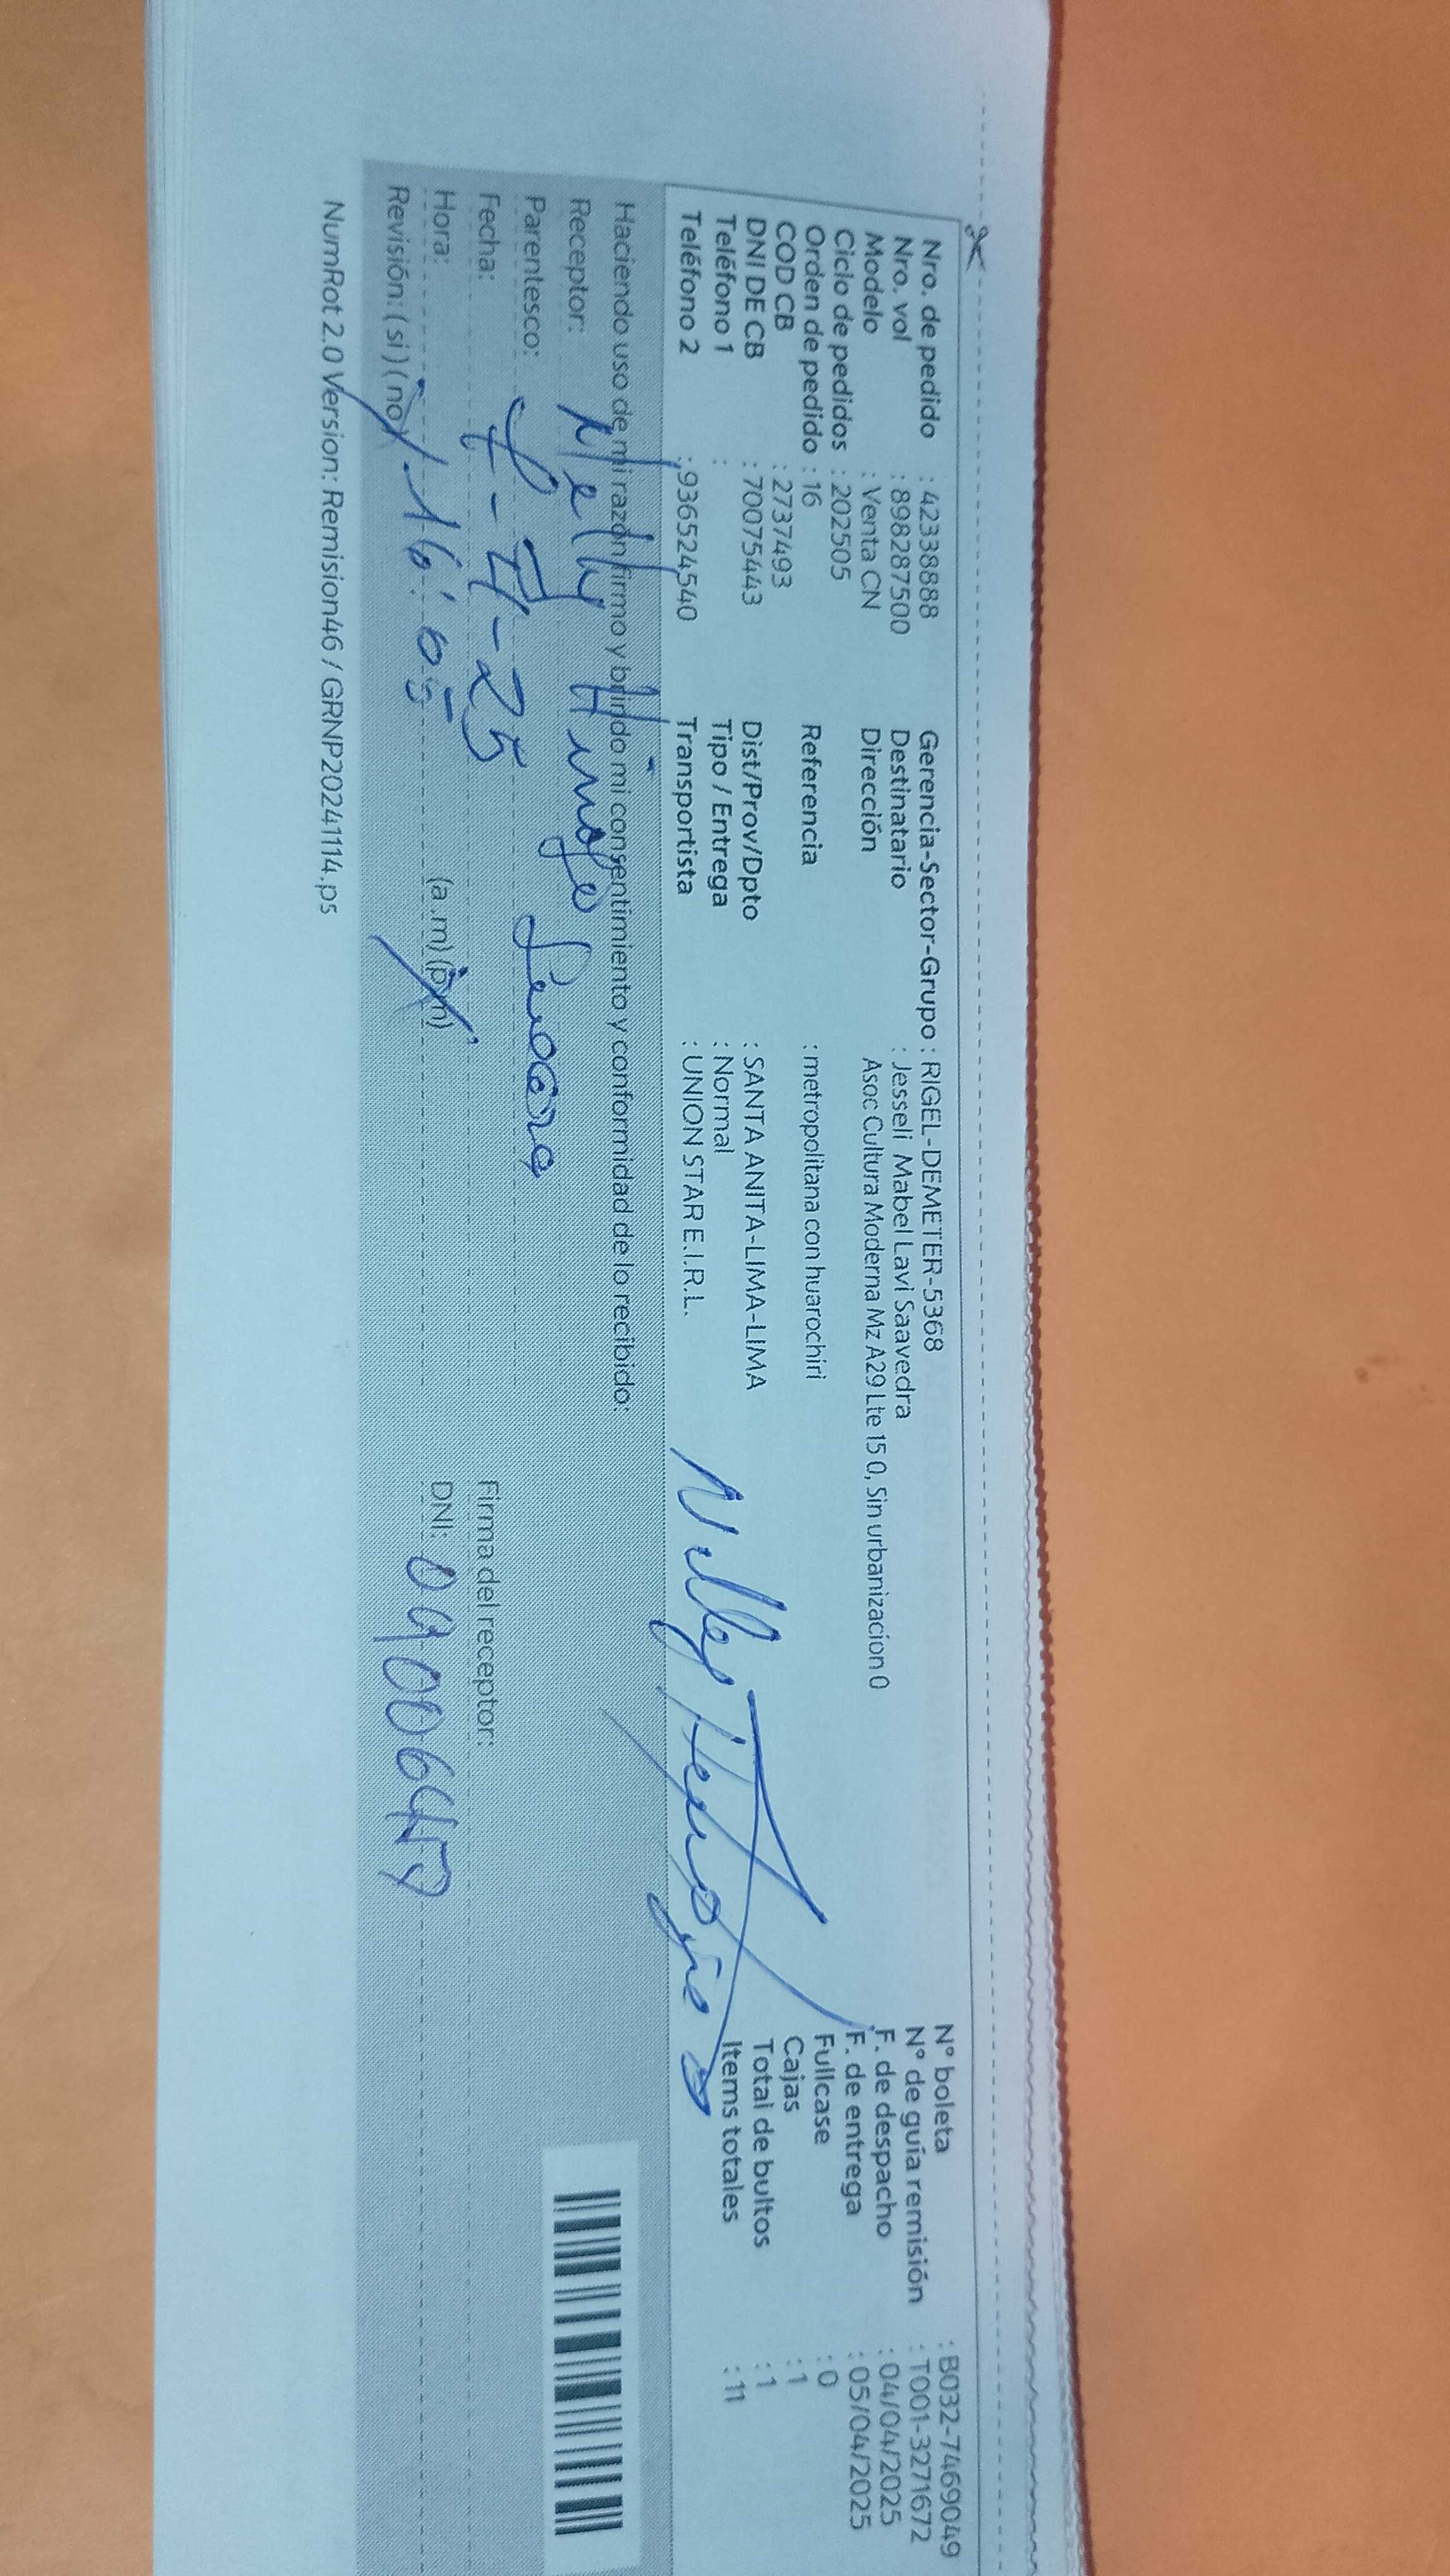 Nro. de pedido : 42338888
Nro. vol : 898287500
Modelo : Venta CN
Ciclo de pedidos : 202505
Orden de pedido : 16
COD CB : 2737493
DNI DE CB : 70075443
Teléfono 1 :
Teléfono 2 : 936524540
Gerencia-Sector-Grupo : RIGEL-DEMETER-5368
Destinatario : Jesseli Mabel Lavi Saavedra
Dirección Asoc Cultura Moderna Mz A29 Lte 15 0, Sin urbanizacion 0
Referencia : metropolitana con huarochiri
Dist/Prov/Dpto : SANTA ANITA-LIMA-LIMA
Tipo / Entrega : Normal
Transportista : UNION STAR E.I.R.L.
N° boleta : B032-7469049
N° de guía remisión : T001-3271672
F. de despacho : 04/04/2025
F. de entrega : 05/04/2025
Fullcase : 0
Cajas : 1
Total de bultos : 1
Items totales : 11
Haciendo uso de mi razón firmo y brindo mi consentimiento y conformidad de lo recibido:
Receptor: Nelly
Parentesco:
Fecha:
Hora: 16:05 (a.m) (p.m)
Revisión: ( si ) ( no )
Firma del receptor:
DNI:
NumRot 2.0 Version: Remision46 / GRNP20241114.ps